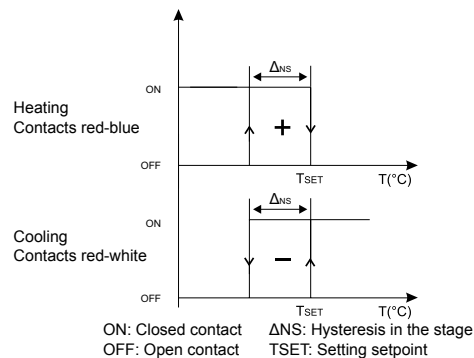 ΔNS
ON
Heating
Contacts red-blue
+
OFF
TSET
T(°C)
ΔNS
ON
Cooling
Contacts red-white
−
OFF
TSET
T(°C)
ON: Closed contact ΔNS: Hysteresis in the stage
OFF: Open contact TSET: Setting setpoint